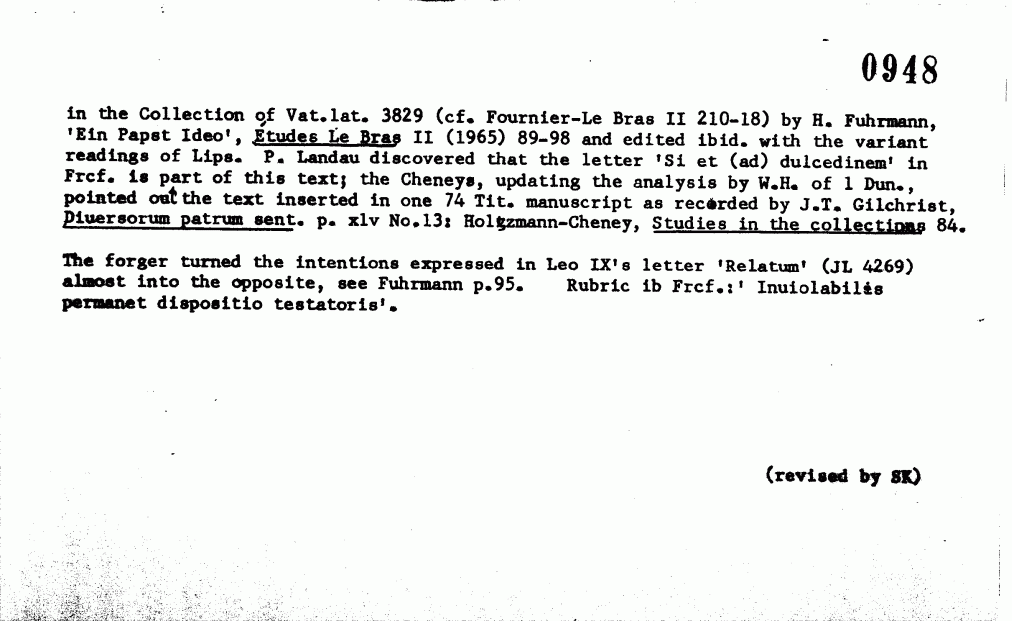 0948
in the Collection of Vat.lat. 3829 (cf. Fournier-Le Bras II 210-18) by H. Fuhrmann,
'Ein Papst Ideo', Études Le Bras II (1965) 89-98 and edited ibid. with the variant
readings of Lips. P. Landau discovered that the letter 'Si et (ad) dulcedinem' in
Frcf. is part of this text; the Cheneys, updating the analysis by W.H. of 1 Dun.,
pointed out the text inserted in one 74 Tit. manuscript as recorded by J.T. Gilchrist,
Diuersorum patrum sent. p. xlv No.13: Holtzmann-Cheney, Studies in the collections 84.
The forger turned the intentions expressed in Leo IX's letter 'Relatum' (JL 4269)
almost into the opposite, see Fuhrmann p.95. Rubric ib Frcf.:' Inuiolabilis
permanet dispositio testatoris'.
(revised by SK)